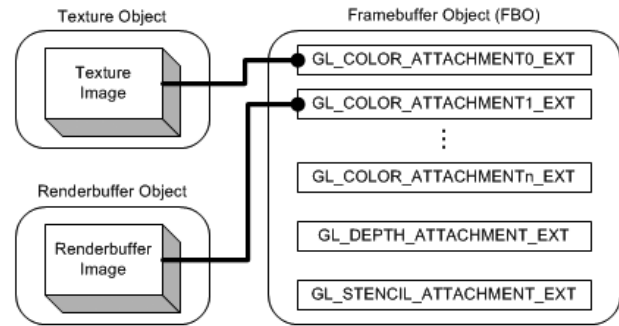 Texture Object
Texture
Image
Renderbuffer Object
Renderbuffer
Image
Framebuffer Object (FBO)
GL_COLOR_ATTACHMENT0_EXT
GL_COLOR_ATTACHMENT1_EXT
⋮
GL_COLOR_ATTACHMENTn_EXT
GL_DEPTH_ATTACHMENT_EXT
GL_STENCIL_ATTACHMENT_EXT